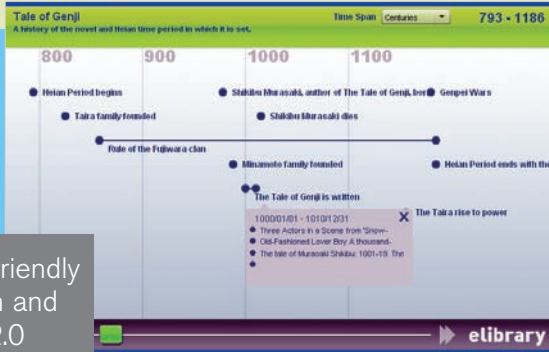 Tale of Genji
A history of the novel and Heian time period in which it is set.
Time Span Centuries
793 - 1186
800 900 1000 1100
Heian Period begins
Shikibu Murasaki, author of The Tale of Genji, bor
Genpei Wars
Taira family founded
Shikibu Murasaki dies
Rule of the Fujiwara clan
Minamoto family founded
Heian Period ends with the
The Tale of Genji is written
1000/01/01 - 1010/12/31 X
Three Actors in a Scene from 'Snow-
Old-Fashioned Lover Boy A thousand-
The tale of Murasaki Shikibu: 1001-19: The
The Taira rise to power
riendly
n and
2.0
elibrary